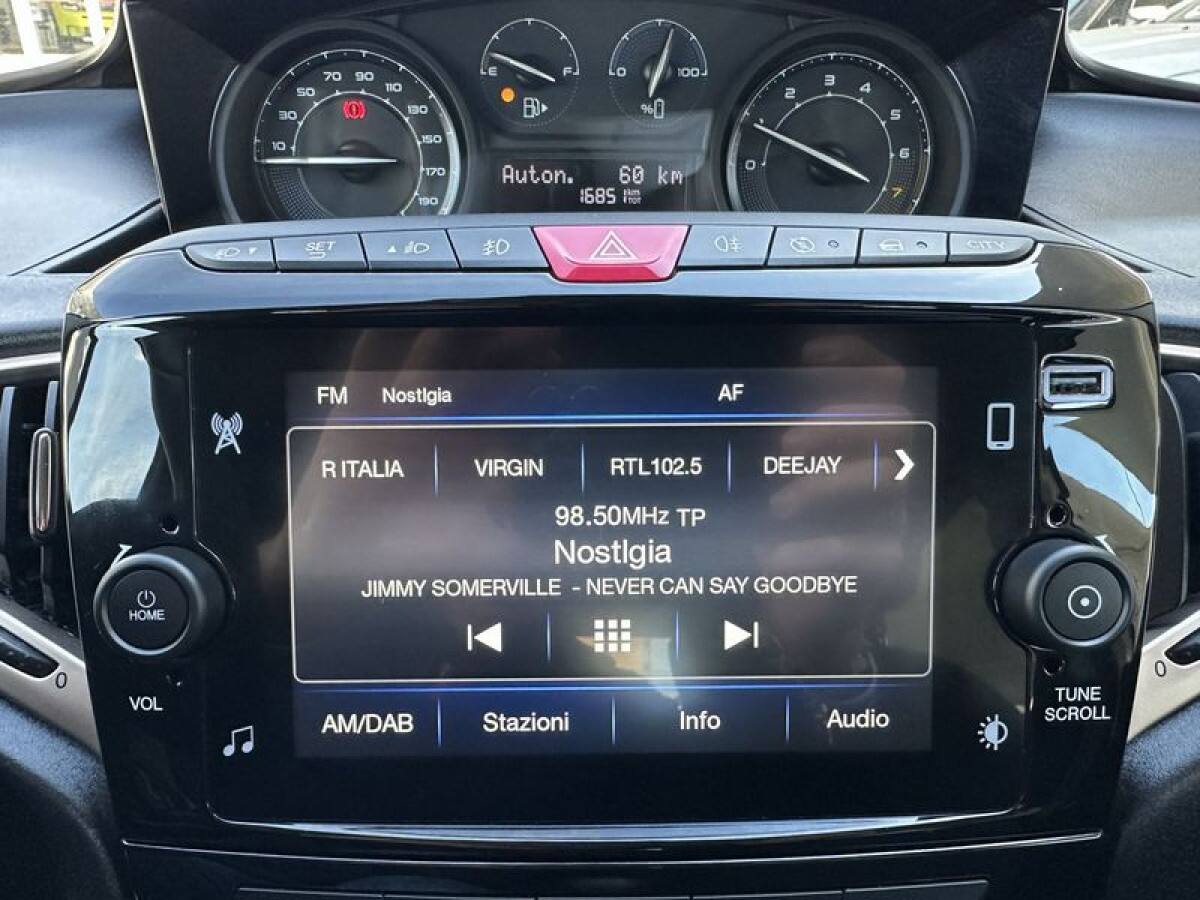 10 30 50 70 90 110 130 150 170 190
E F
0 100
%
0 2 3 4 5 6 7
Auton. 60 km
1685 km TOT
SET
CITY
FM Nostlgia AF
R ITALIA VIRGIN RTL102.5 DEEJAY
98.50MHz TP
Nostlgia
JIMMY SOMERVILLE - NEVER CAN SAY GOODBYE
HOME
VOL
0
TUNE
SCROLL
0
AM/DAB Stazioni Info Audio